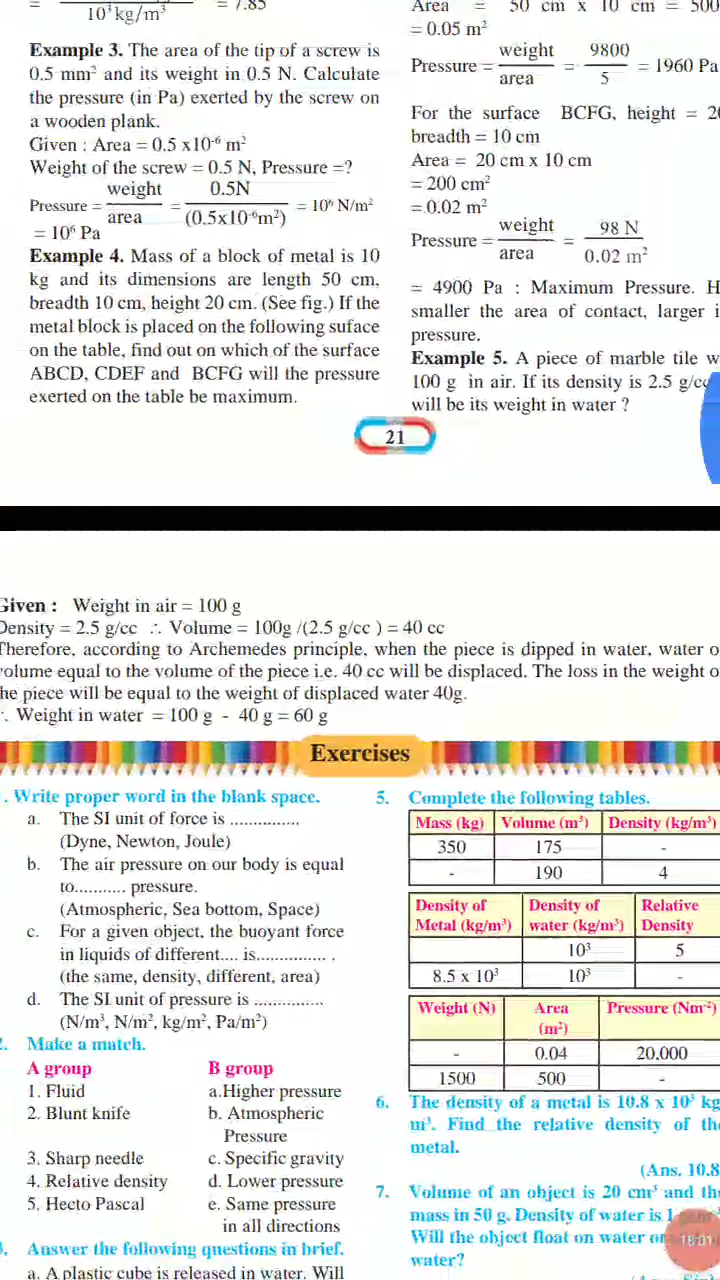 = 10³ kg/m³ = 7.85
Example 3. The area of the tip of a screw is
0.5 mm² and its weight in 0.5 N. Calculate
the pressure (in Pa) exerted by the screw on
a wooden plank.
Given : Area = 0.5 x10⁻⁶ m²
Weight of the screw = 0.5 N, Pressure =?
Pressure = weight / area = 0.5N / (0.5x10⁻⁶m²) = 10⁶ N/m²
= 10⁶ Pa
Example 4. Mass of a block of metal is 10
kg and its dimensions are length 50 cm,
breadth 10 cm, height 20 cm. (See fig.) If the
metal block is placed on the following suface
on the table, find out on which of the surface
ABCD, CDEF and BCFG will the pressure
exerted on the table be maximum.
Area = 50 cm x 10 cm = 500
= 0.05 m²
Pressure = weight / area = 9800 / 5 = 1960 Pa
For the surface BCFG, height = 2
breadth = 10 cm
Area = 20 cm x 10 cm
= 200 cm²
= 0.02 m²
Pressure = weight / area = 98 N / 0.02 m²
= 4900 Pa : Maximum Pressure. H
smaller the area of contact, larger i
pressure.
Example 5. A piece of marble tile w
100 g in air. If its density is 2.5 g/cc
will be its weight in water ?
21
Given : Weight in air = 100 g
Density = 2.5 g/cc ∴ Volume = 100g /(2.5 g/cc ) = 40 cc
Therefore, according to Archemedes principle, when the piece is dipped in water, water o
volume equal to the volume of the piece i.e. 40 cc will be displaced. The loss in the weight o
the piece will be equal to the weight of displaced water 40g.
∴ Weight in water = 100 g - 40 g = 60 g
Exercises
. Write proper word in the blank space.
a. The SI unit of force is ...............
(Dyne, Newton, Joule)
b. The air pressure on our body is equal
to........... pressure.
(Atmospheric, Sea bottom, Space)
c. For a given object, the buoyant force
in liquids of different.... is............... .
(the same, density, different, area)
d. The SI unit of pressure is ...............
(N/m³, N/m², kg/m², Pa/m²)
2. Make a match.
A group B group
1. Fluid a.Higher pressure
2. Blunt knife b. Atmospheric
Pressure
3. Sharp needle c. Specific gravity
4. Relative density d. Lower pressure
5. Hecto Pascal e. Same pressure
in all directions
. Answer the following questions in brief.
a. A plastic cube is released in water. Will
5. Complete the following tables.
Mass (kg) Volume (m³) Density (kg/m³)
350 175 -
- 190 4
Density of Density of Relative
Metal (kg/m³) water (kg/m³) Density
10³ 5
8.5 x 10³ 10³ -
Weight (N) Area Pressure (Nm⁻²)
(m²)
- 0.04 20,000
1500 500 -
6. The density of a metal is 10.8 x 10³ kg
m³. Find the relative density of the
metal.
(Ans. 10.8
7. Volume of an object is 20 cm³ and the
mass in 50 g. Density of water is 1
Will the object float on water or
water?
18:01